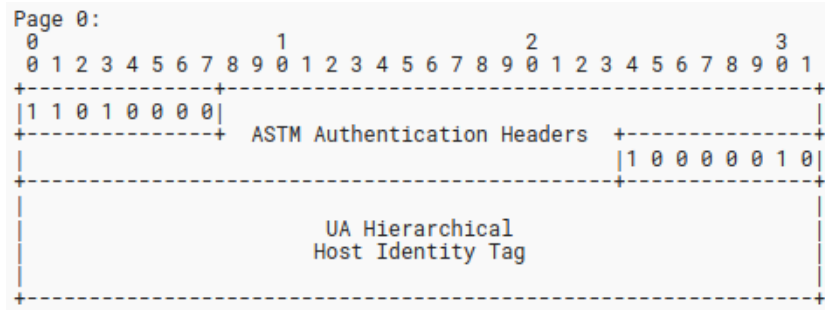 Page 0:
0 1 2 3
0 1 2 3 4 5 6 7 8 9 0 1 2 3 4 5 6 7 8 9 0 1 2 3 4 5 6 7 8 9 0 1
+---------------+-----------------------------------------------+
|1 1 0 1 0 0 0 0| |
+---------------+ ASTM Authentication Headers +---------------+
| |1 0 0 0 0 0 1 0|
+-----------------------------------------------+---------------+
| |
| UA Hierarchical |
| Host Identity Tag |
| |
+---------------------------------------------------------------+